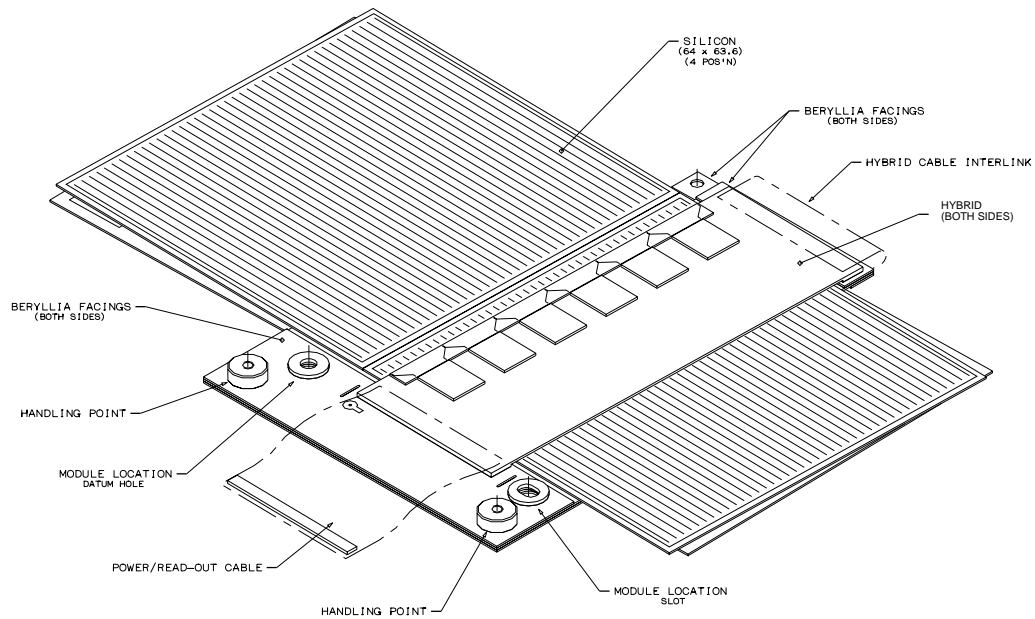 SILICON
(64 x 63.6)
(4 POS'N)
BERYLLIA FACINGS
(BOTH SIDES)
HYBRID CABLE INTERLINK
HYBRID
(BOTH SIDES)
BERYLLIA FACINGS
(BOTH SIDES)
HANDLING POINT
MODULE LOCATION
DATUM HOLE
POWER/READ-OUT CABLE
HANDLING POINT
MODULE LOCATION
SLOT